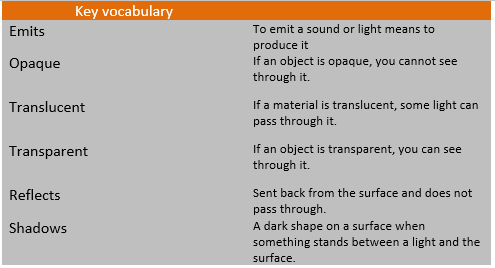 Key vocabulary
Emits
To emit a sound or light means to
produce it
Opaque
If an object is opaque, you cannot see
through it.
Translucent
If a material is translucent, some light can
pass through it.
Transparent
If an object is transparent, you can see
through it.
Reflects
Sent back from the surface and does not
pass through.
Shadows
A dark shape on a surface when
something stands between a light and the
surface.